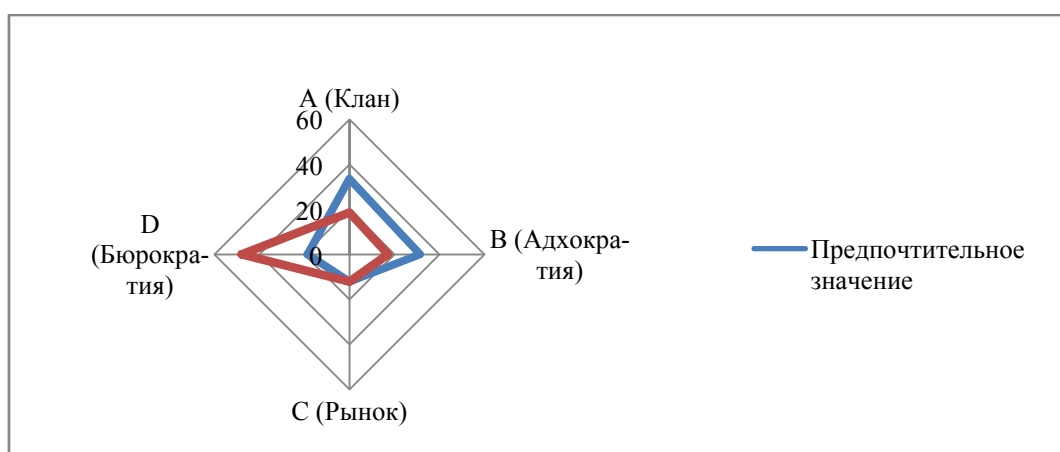 A (Клан)
60
40
20
0
B (Адхокра-
тия)
C (Рынок)
D
(Бюрокра-
тия)
Предпочтительное
значение